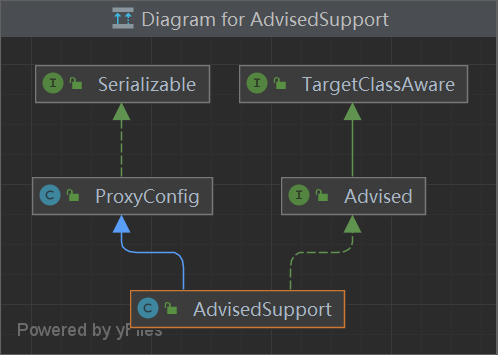 Diagram for AdvisedSupport
I Serializable
I TargetClassAware
C ProxyConfig
I Advised
C AdvisedSupport
Powered by yFiles